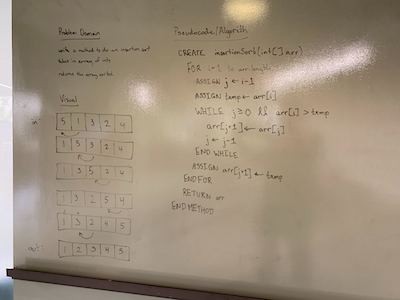 Problem Domain
write a method to do an insertion sort
takes in array of ints
returns the array sorted.
Visual
in:
5 1 3 2 4
1 5 3 2 4
1 3 5 2 4
1 3 2 5 4
1 3 2 4 5
out: 1 2 3 4 5
Pseudocode/Algorith
CREATE insertionSort(int[] arr)
FOR i=1 to arr.length
ASSIGN j ← i-1
ASSIGN temp ← arr[i]
WHILE j ≥ 0 && arr[j] > temp
arr[j+1] ← arr[j]
j ← j-1
END WHILE
ASSIGN arr[j+1] ← temp
END FOR
RETURN arr
END METHOD